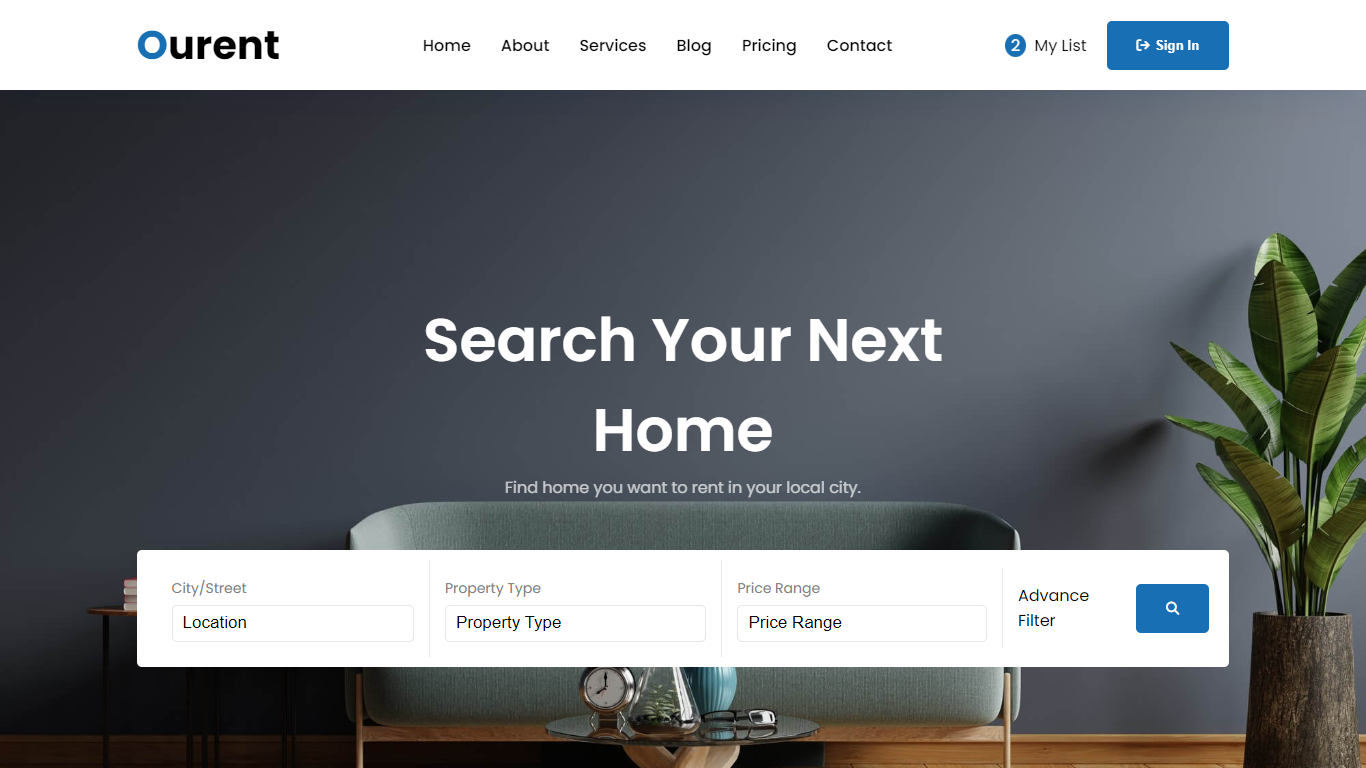 Ourent
Home About Services Blog Pricing Contact
2 My List
Sign In
Search Your Next
Home
Find home you want to rent in your local city.
City/Street
Location
Property Type
Property Type
Price Range
Price Range
Advance
Filter